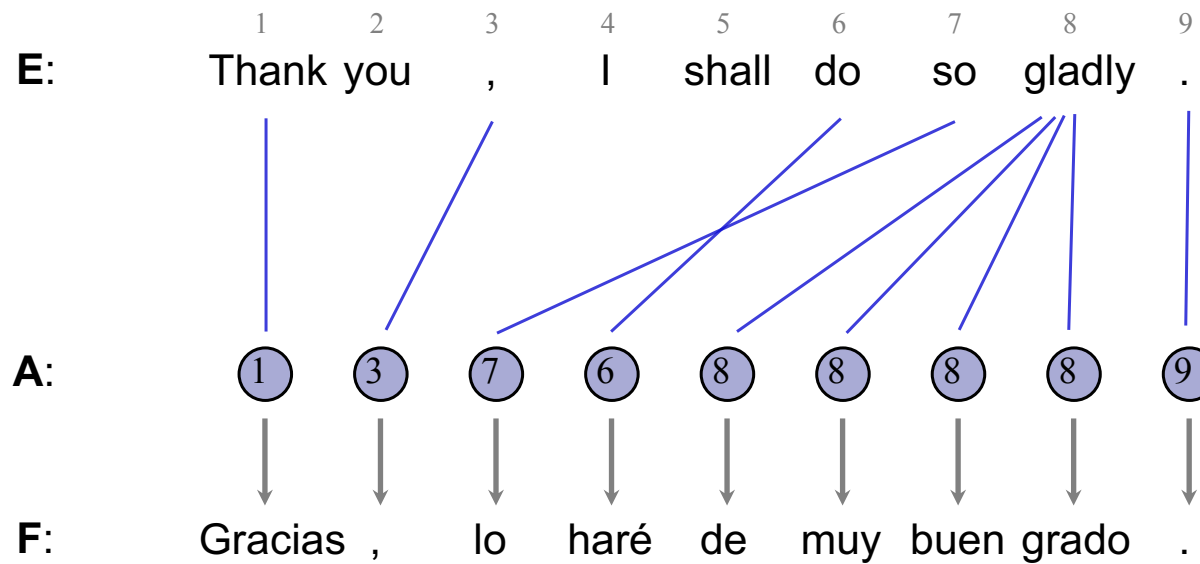 1 2 3 4 5 6 7 8 9
E: Thank you , I shall do so gladly .
A: 1 3 7 6 8 8 8 8 9
F: Gracias , lo haré de muy buen grado .